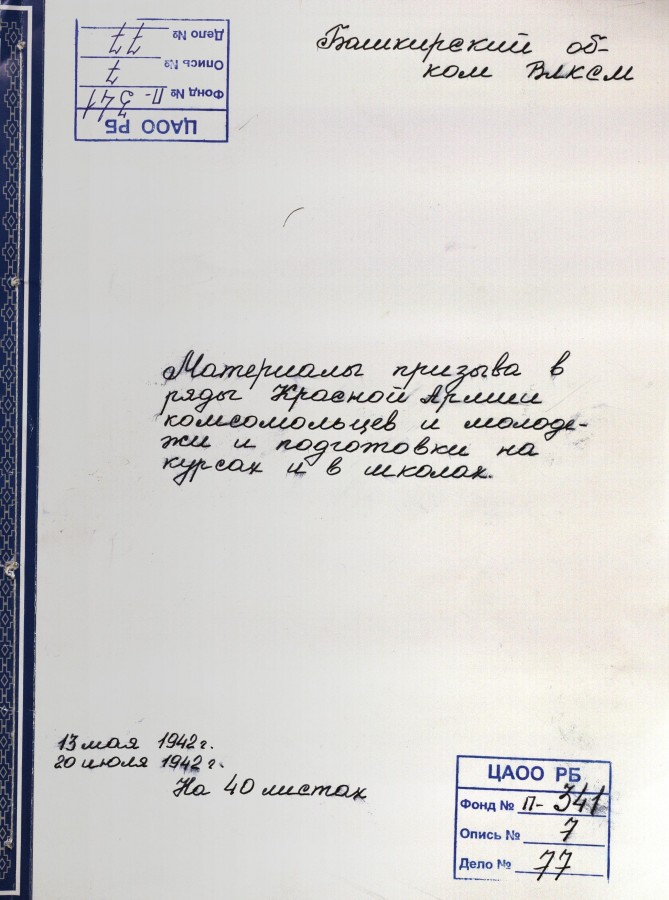 ЦАОО РБ
Фонд № П-341
Опись № 7
Дело № 77
Башкирский об-
ком ВЛКСМ
Материалы призыва в
ряды Красной Армии
комсомольцев и молоде-
жи и подготовки на
курсах и в школах.
13 мая 1942 г.
20 июля 1942 г.
На 40 листах
ЦАОО РБ
Фонд № П-341
Опись № 7
Дело № 77